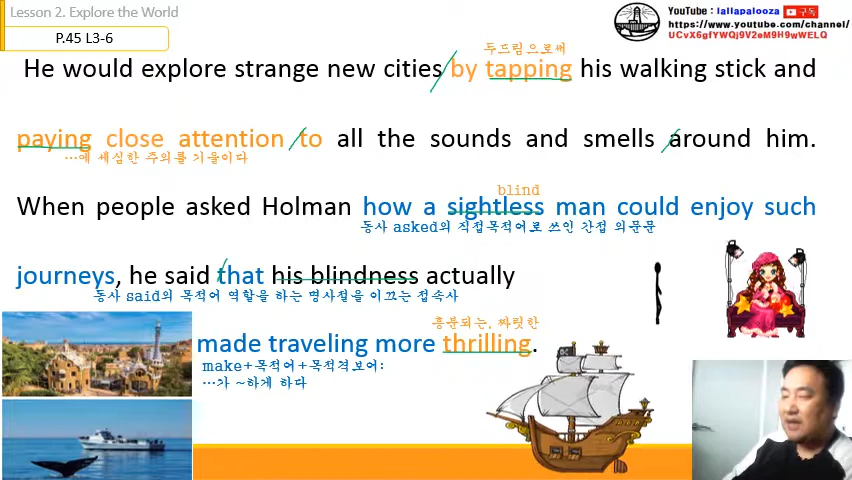 Lesson 2. Explore the World
P.45 L3-6
YouTube : lallapalooza 구독
https://www.youtube.com/channel/
UCvX6gfYWQj9V2eM9H9wWELQ
두드림으로써
He would explore strange new cities by tapping his walking stick and
paying close attention to all the sounds and smells around him.
…에 세심한 주의를 기울이다
blind
When people asked Holman how a sightless man could enjoy such
동사 asked의 직접목적어로 쓰인 간접 의문문
journeys, he said that his blindness actually
동사 said의 목적어 역할을 하는 명사절을 이끄는 접속사
흥분되는, 짜릿한
made traveling more thrilling.
make+목적어+목적격보어:
…가 ~하게 하다